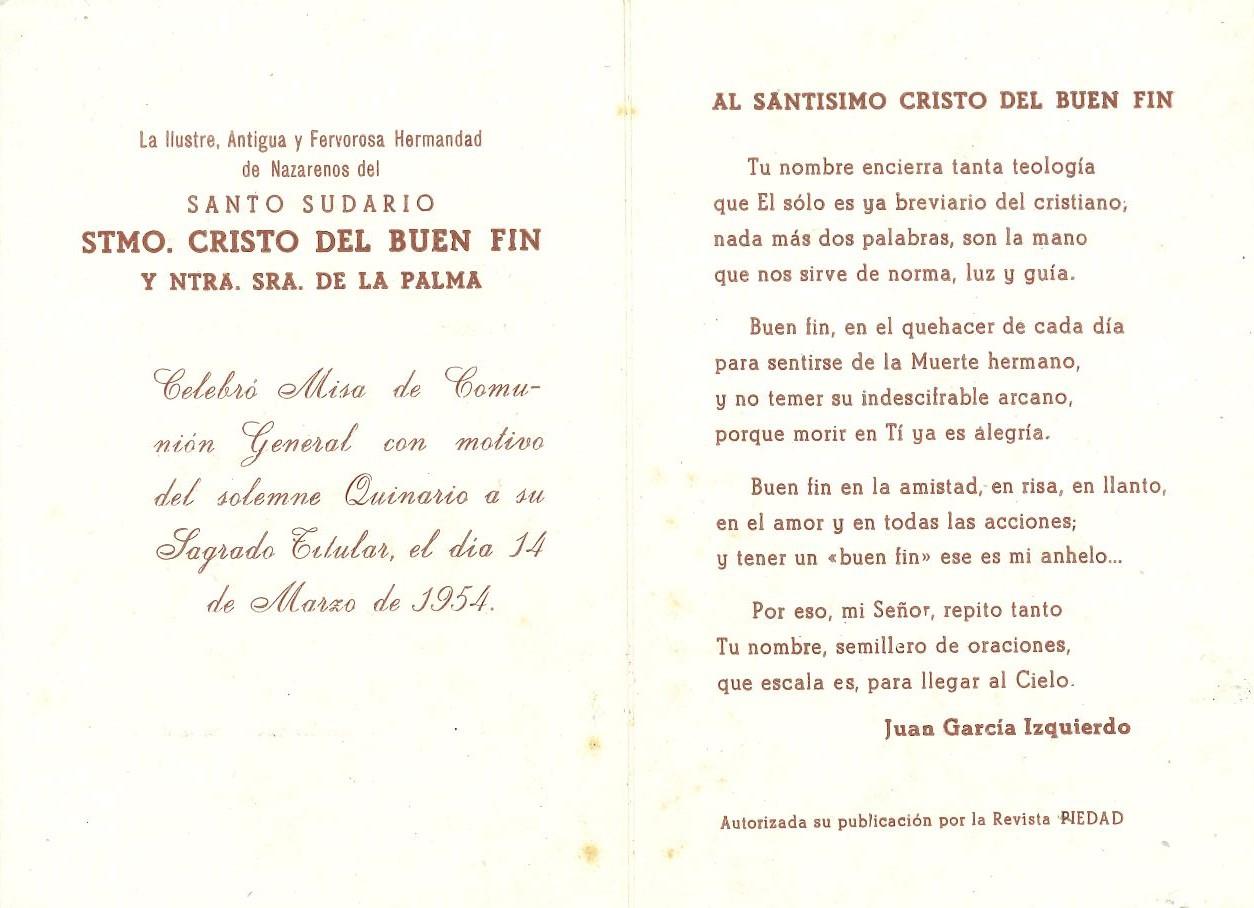 La Ilustre, Antigua y Fervorosa Hermandad
de Nazarenos del
SANTO SUDARIO
STMO. CRISTO DEL BUEN FIN
Y NTRA. SRA. DE LA PALMA
Celebró Misa de Comu-
nión General con motivo
del solemne Quinario a su
Sagrado Titular, el día 14
de Marzo de 1954.
AL SANTISIMO CRISTO DEL BUEN FIN
Tu nombre encierra tanta teología
que El sólo es ya breviario del cristiano;
nada más dos palabras, son la mano
que nos sirve de norma, luz y guía.
Buen fin, en el quehacer de cada día
para sentirse de la Muerte hermano,
y no temer su indescifrable arcano,
porque morir en Tí ya es alegría.
Buen fin en la amistad, en risa, en llanto,
en el amor y en todas las acciones;
y tener un «buen fin» ese es mi anhelo...
Por eso, mi Señor, repito tanto
Tu nombre, semillero de oraciones,
que escala es, para llegar al Cielo.
Juan García Izquierdo
Autorizada su publicación por la Revista PIEDAD